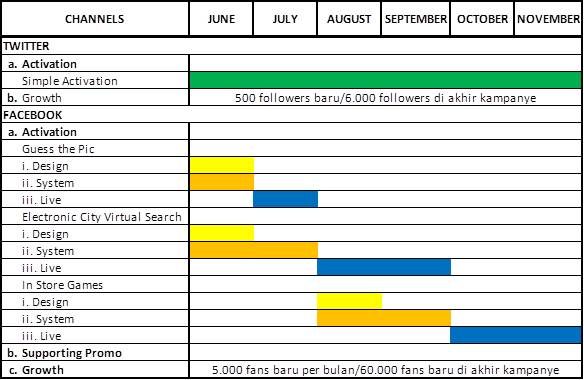 CHANNELS JUNE JULY AUGUST SEPTEMBER OCTOBER NOVEMBER
TWITTER
a. Activation
Simple Activation
b. Growth 500 followers baru/6.000 followers di akhir kampanye
FACEBOOK
a. Activation
Guess the Pic
i. Design
ii. System
iii. Live
Electronic City Virtual Search
i. Design
ii. System
iii. Live
In Store Games
i. Design
ii. System
iii. Live
b. Supporting Promo
c. Growth 5.000 fans baru per bulan/60.000 fans baru di akhir kampanye